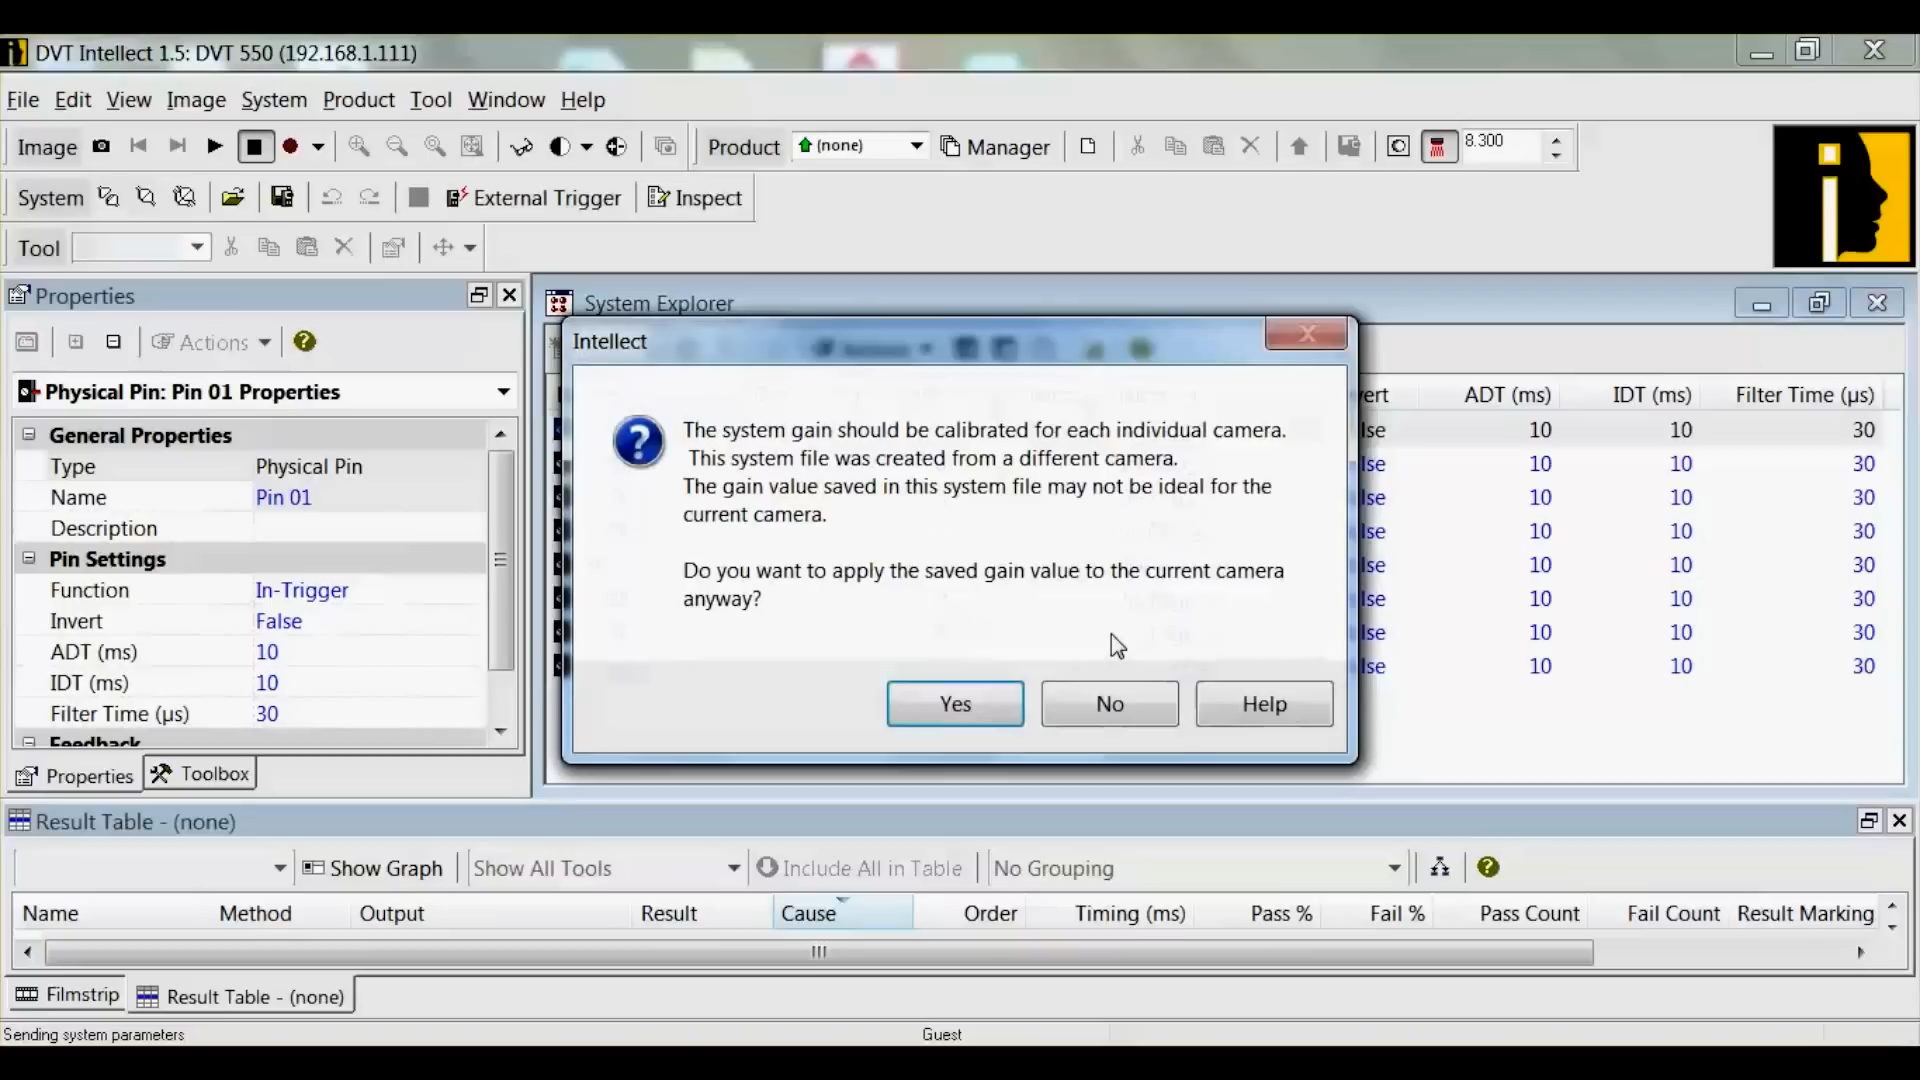 DVT Intellect 1.5: DVT 550 (192.168.1.111)
File Edit View Image System Product Tool Window Help
Image Product (none) Manager 8.300
System External Trigger Inspect
Tool
Properties
Actions
Physical Pin: Pin 01 Properties
General Properties
Type Physical Pin
Name Pin 01
Description
Pin Settings
Function In-Trigger
Invert False
ADT (ms) 10
IDT (ms) 10
Filter Time (µs) 30
Feedback
Properties Toolbox
System Explorer
vert ADT (ms) IDT (ms) Filter Time (µs)
lse 10 10 30
lse 10 10 30
lse 10 10 30
lse 10 10 30
lse 10 10 30
lse 10 10 30
lse 10 10 30
lse 10 10 30
Intellect
The system gain should be calibrated for each individual camera.
This system file was created from a different camera.
The gain value saved in this system file may not be ideal for the
current camera.
Do you want to apply the saved gain value to the current camera
anyway?
Yes No Help
Result Table - (none)
Show Graph Show All Tools Include All in Table No Grouping
Name Method Output Result Cause Order Timing (ms) Pass % Fail % Pass Count Fail Count Result Marking
Filmstrip Result Table - (none)
Sending system parameters Guest